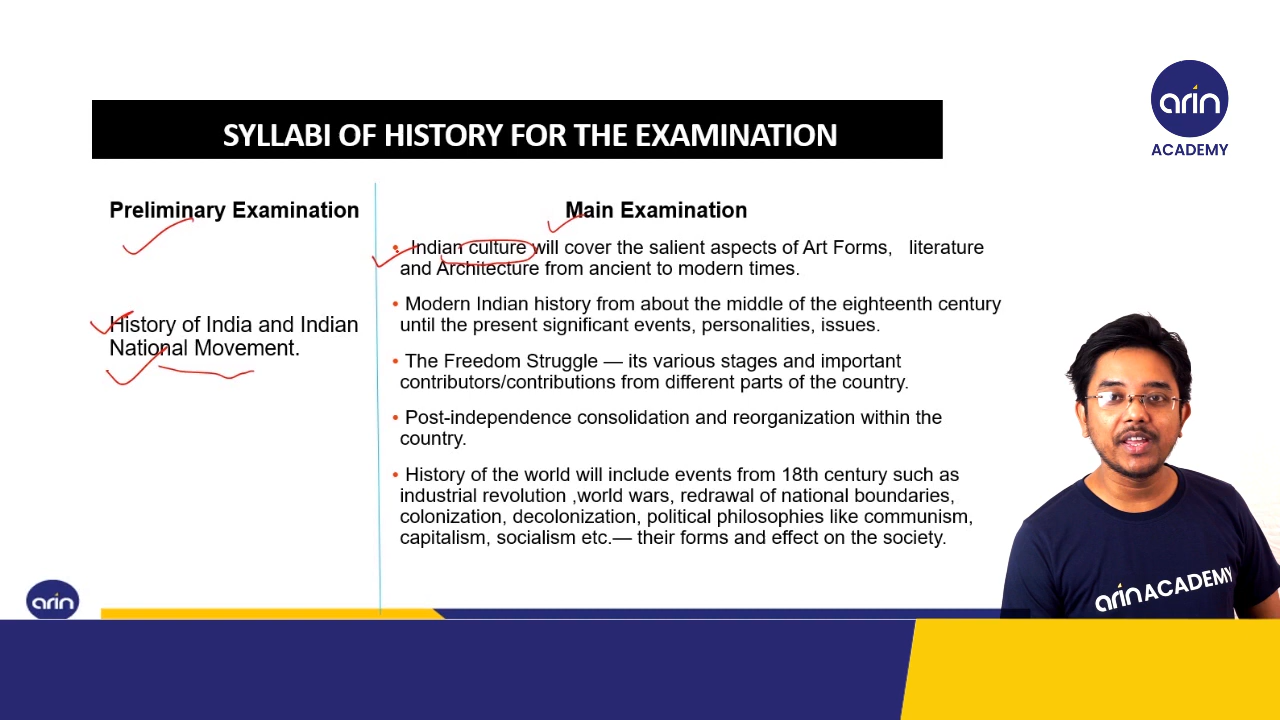 arin
ACADEMY
SYLLABI OF HISTORY FOR THE EXAMINATION
Preliminary Examination
History of India and Indian
National Movement.
Main Examination
• Indian culture will cover the salient aspects of Art Forms, literature
and Architecture from ancient to modern times.
• Modern Indian history from about the middle of the eighteenth century
until the present significant events, personalities, issues.
• The Freedom Struggle — its various stages and important
contributors/contributions from different parts of the country.
• Post-independence consolidation and reorganization within the
country.
• History of the world will include events from 18th century such as
industrial revolution ,world wars, redrawal of national boundaries,
colonization, decolonization, political philosophies like communism,
capitalism, socialism etc.— their forms and effect on the society.
arin ACADEMY
arin